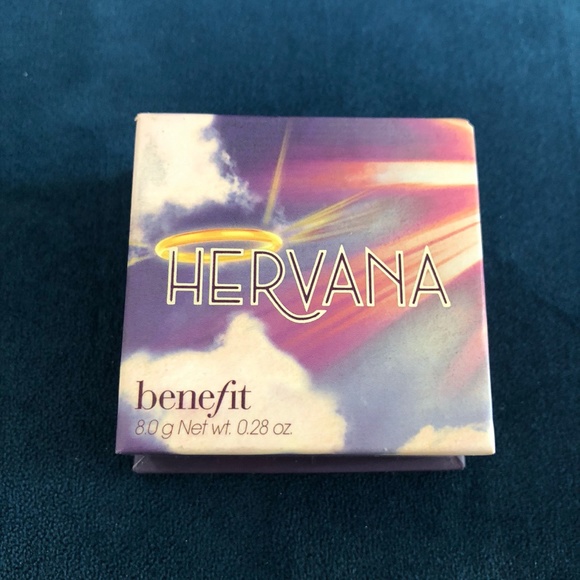 HERVANA
benefit
8.0 g Net wt. 0.28 oz.